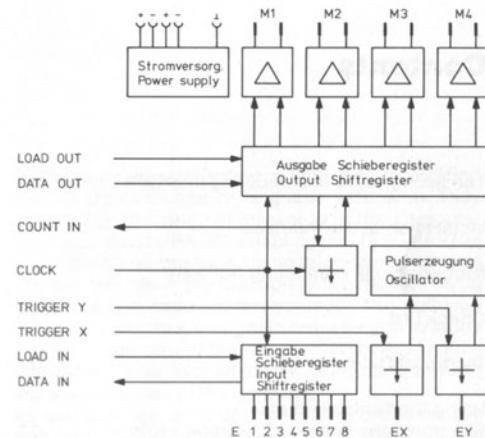 + - + - ⊥
M1 M2 M3 M4
Stromversorg.
Power supply
LOAD OUT
DATA OUT
Ausgabe Schieberegister
Output Shiftregister
COUNT IN
CLOCK
Pulserzeugung
Oscillator
TRIGGER Y
TRIGGER X
LOAD IN
DATA IN
Eingabe
Schieberegister
Input
Shiftregister
E 1 2 3 4 5 6 7 8 EX EY